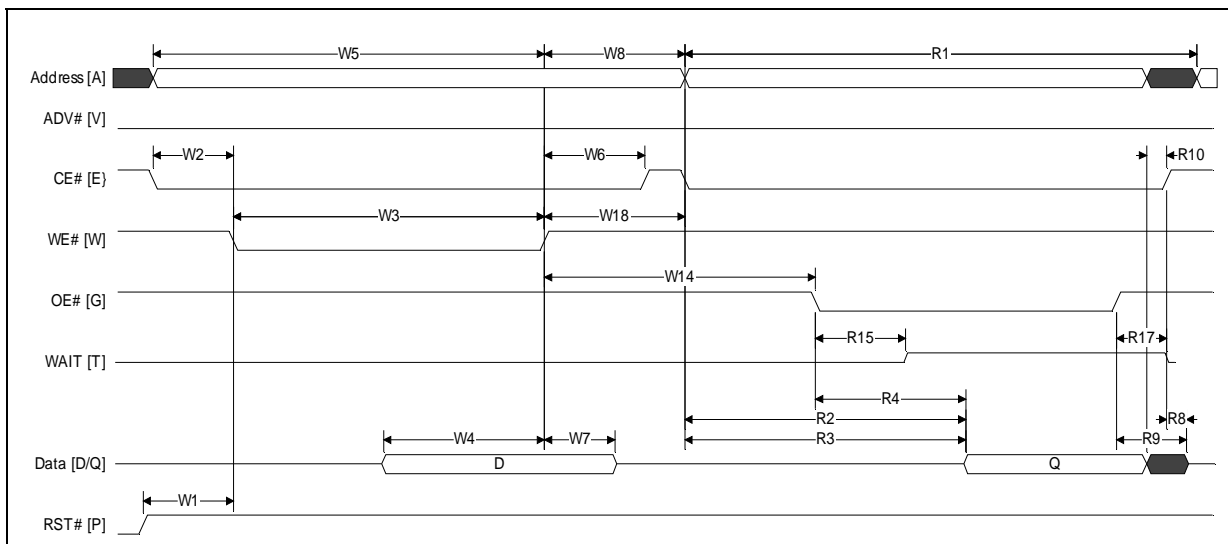 W5 W8 R1
Address [A]
ADV# [V]
W2 W6 R10
CE# [E}
W3 W18
WE# [W]
W14
OE# [G]
R15 R17
WAIT [T]
R4
R2 R8
W4 W7 R3 R9
Data [D/Q] D Q
W1
RST# [P]